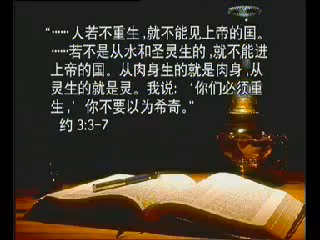 “……人若不重生，就不能见上帝的国。
……若不是从水和圣灵生的，就不能进
上帝的国。从肉身生的就是肉身，从
灵生的就是灵。我说：‘你们必须重
生，’你不要以为希奇。”
约 3:3-7